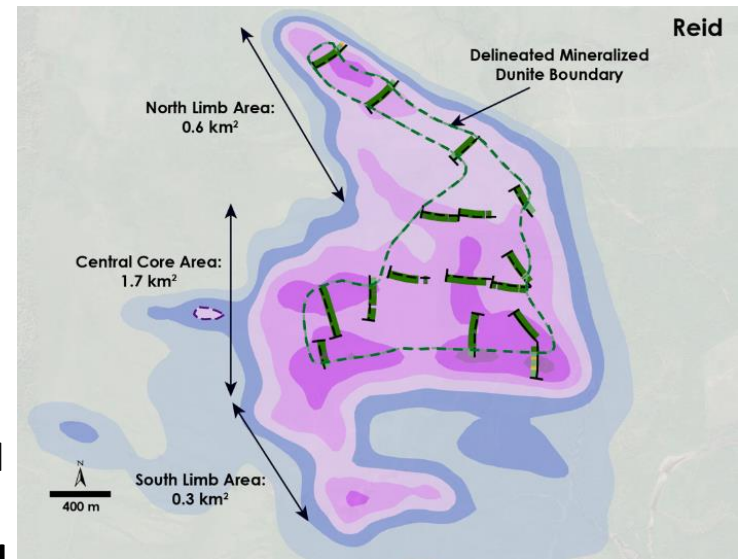 Reid
Delineated Mineralized
Dunite Boundary
North Limb Area:
0.6 km²
Central Core Area:
1.7 km²
South Limb Area:
0.3 km²
N
400 m